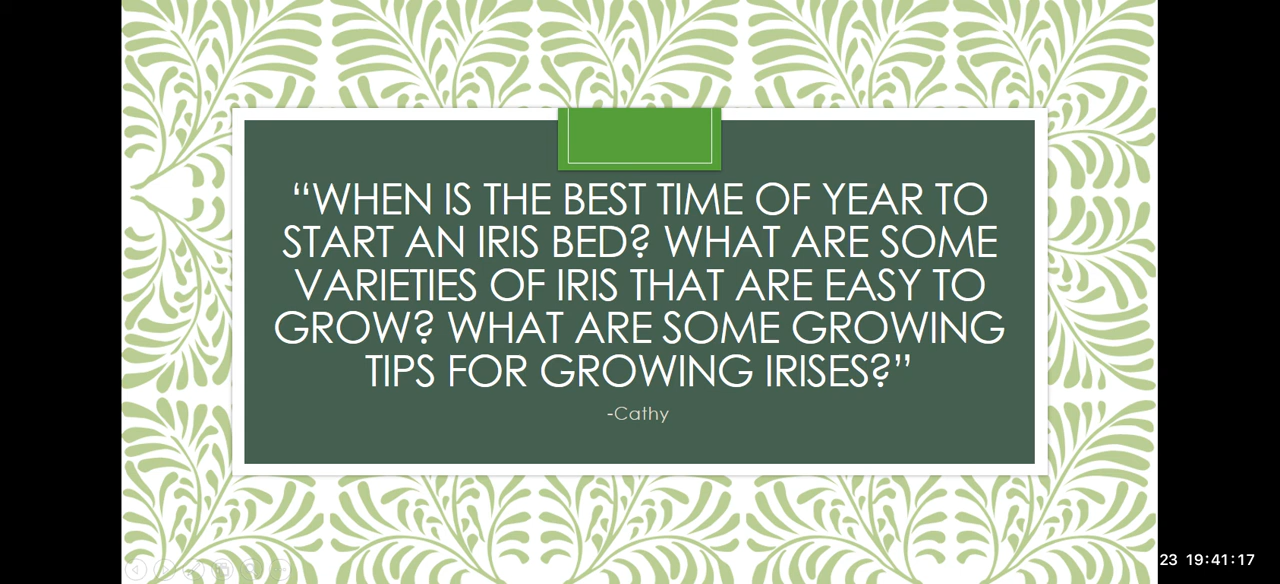 “WHEN IS THE BEST TIME OF YEAR TO
START AN IRIS BED? WHAT ARE SOME
VARIETIES OF IRIS THAT ARE EASY TO
GROW? WHAT ARE SOME GROWING
TIPS FOR GROWING IRISES?”
-Cathy
23 19:41:17